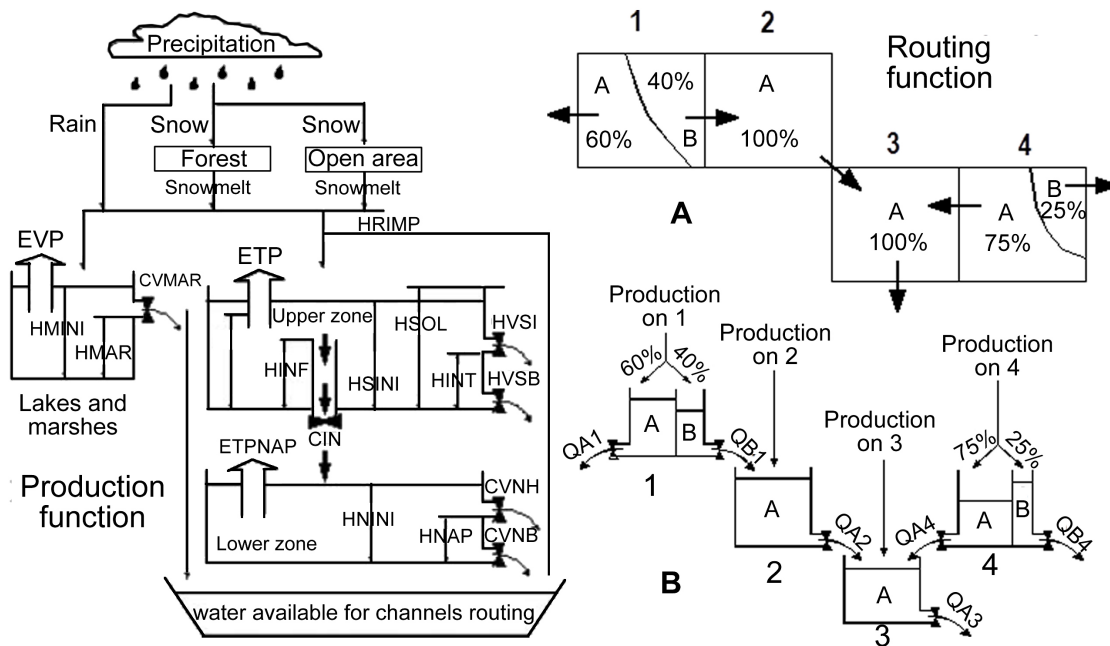 Precipitation
Rain
Snow
Snow
Forest
Open area
Snowmelt
Snowmelt
HRIMP
EVP
CVMAR
HMINI
HMAR
Lakes and
marshes
ETP
Upper zone
HSOL
HVSI
HINF
HSINI
HINT
HVSB
CIN
ETPNAP
CVNH
HNINI
HNAP
CVNB
Lower zone
Production
function
water available for channels routing
1
2
Routing
function
A
40%
A
60%
B
100%
3
4
A
A
100%
A
75%
B
25%
Production
on 1
60%
40%
A
B
QA1
QB1
1
Production
on 2
A
QA2
2
Production
on 3
A
QA3
3
Production
on 4
75%
25%
A
B
QA4
QB4
4
B